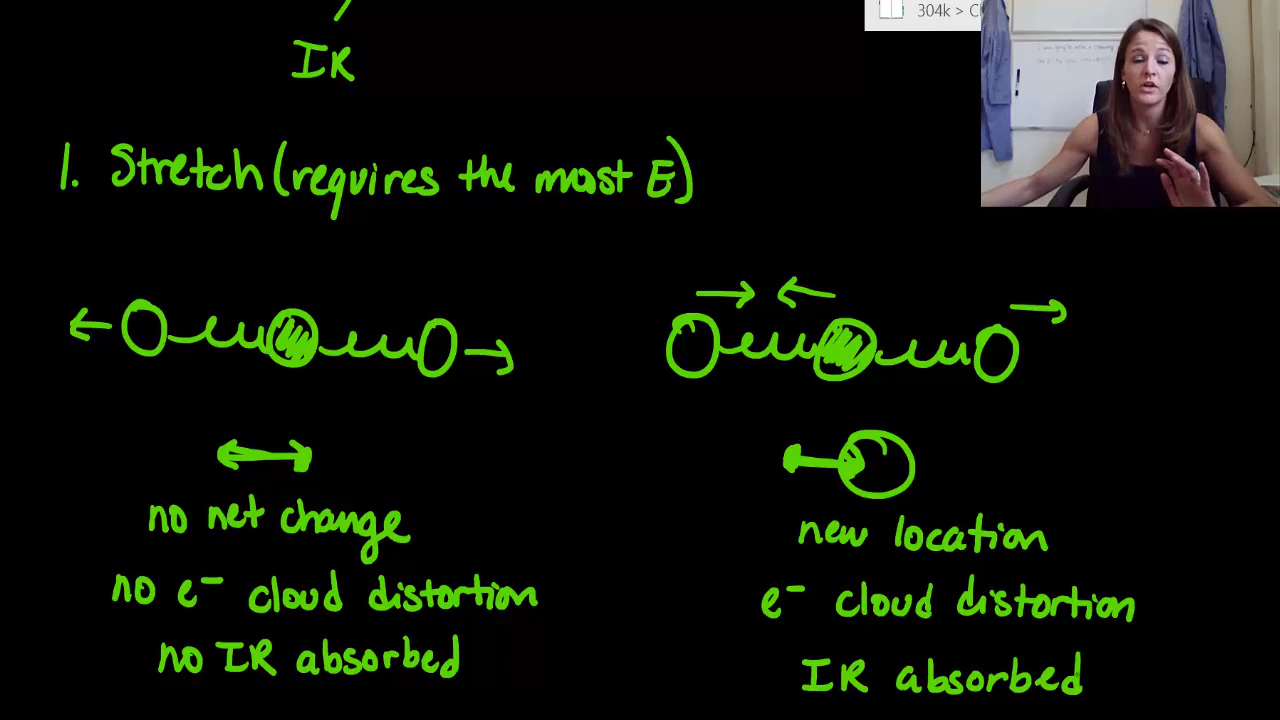 304k > C
IR
1. Stretch (requires the most E)
no net change
no e⁻ cloud distortion
no IR absorbed
new location
e⁻ cloud distortion
IR absorbed